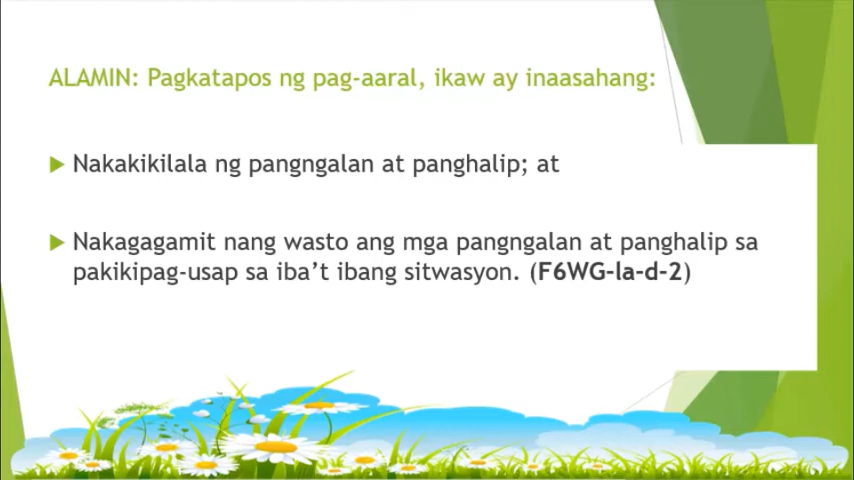 ALAMIN: Pagkatapos ng pag-aaral, ikaw ay inaasahang:
Nakakikilala ng pangngalan at panghalip; at
Nakagagamit nang wasto ang mga pangngalan at panghalip sa
pakikipag-usap sa iba’t ibang sitwasyon. (F6WG-la-d-2)